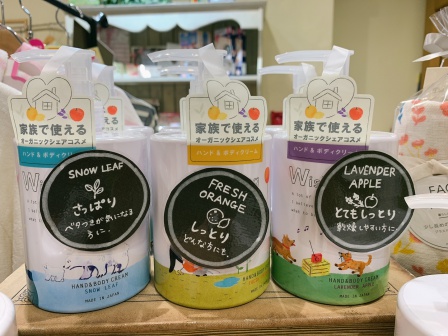 家族で使える
オーガニックシェアコスメ
ハンド＆ボディクリーム
SNOW LEAF
さっぱり
ベタつきが気になる
方に。
HAND&BODY CREAM
SNOW LEAF
MADE IN JAPAN
家族で使える
オーガニックシェアコスメ
ハンド＆ボディクリーム
FRESH
ORANGE
しっとり
どんな方にも。
MADE IN JAPAN
家族で使える
オーガニックシェアコスメ
ハンド＆ボディクリーム
Wis
LAVENDER
APPLE
とてもしっとり
乾燥しやすい方に
HAND&BODY CREAM
LAVENDER APPLE
MADE IN JAPAN